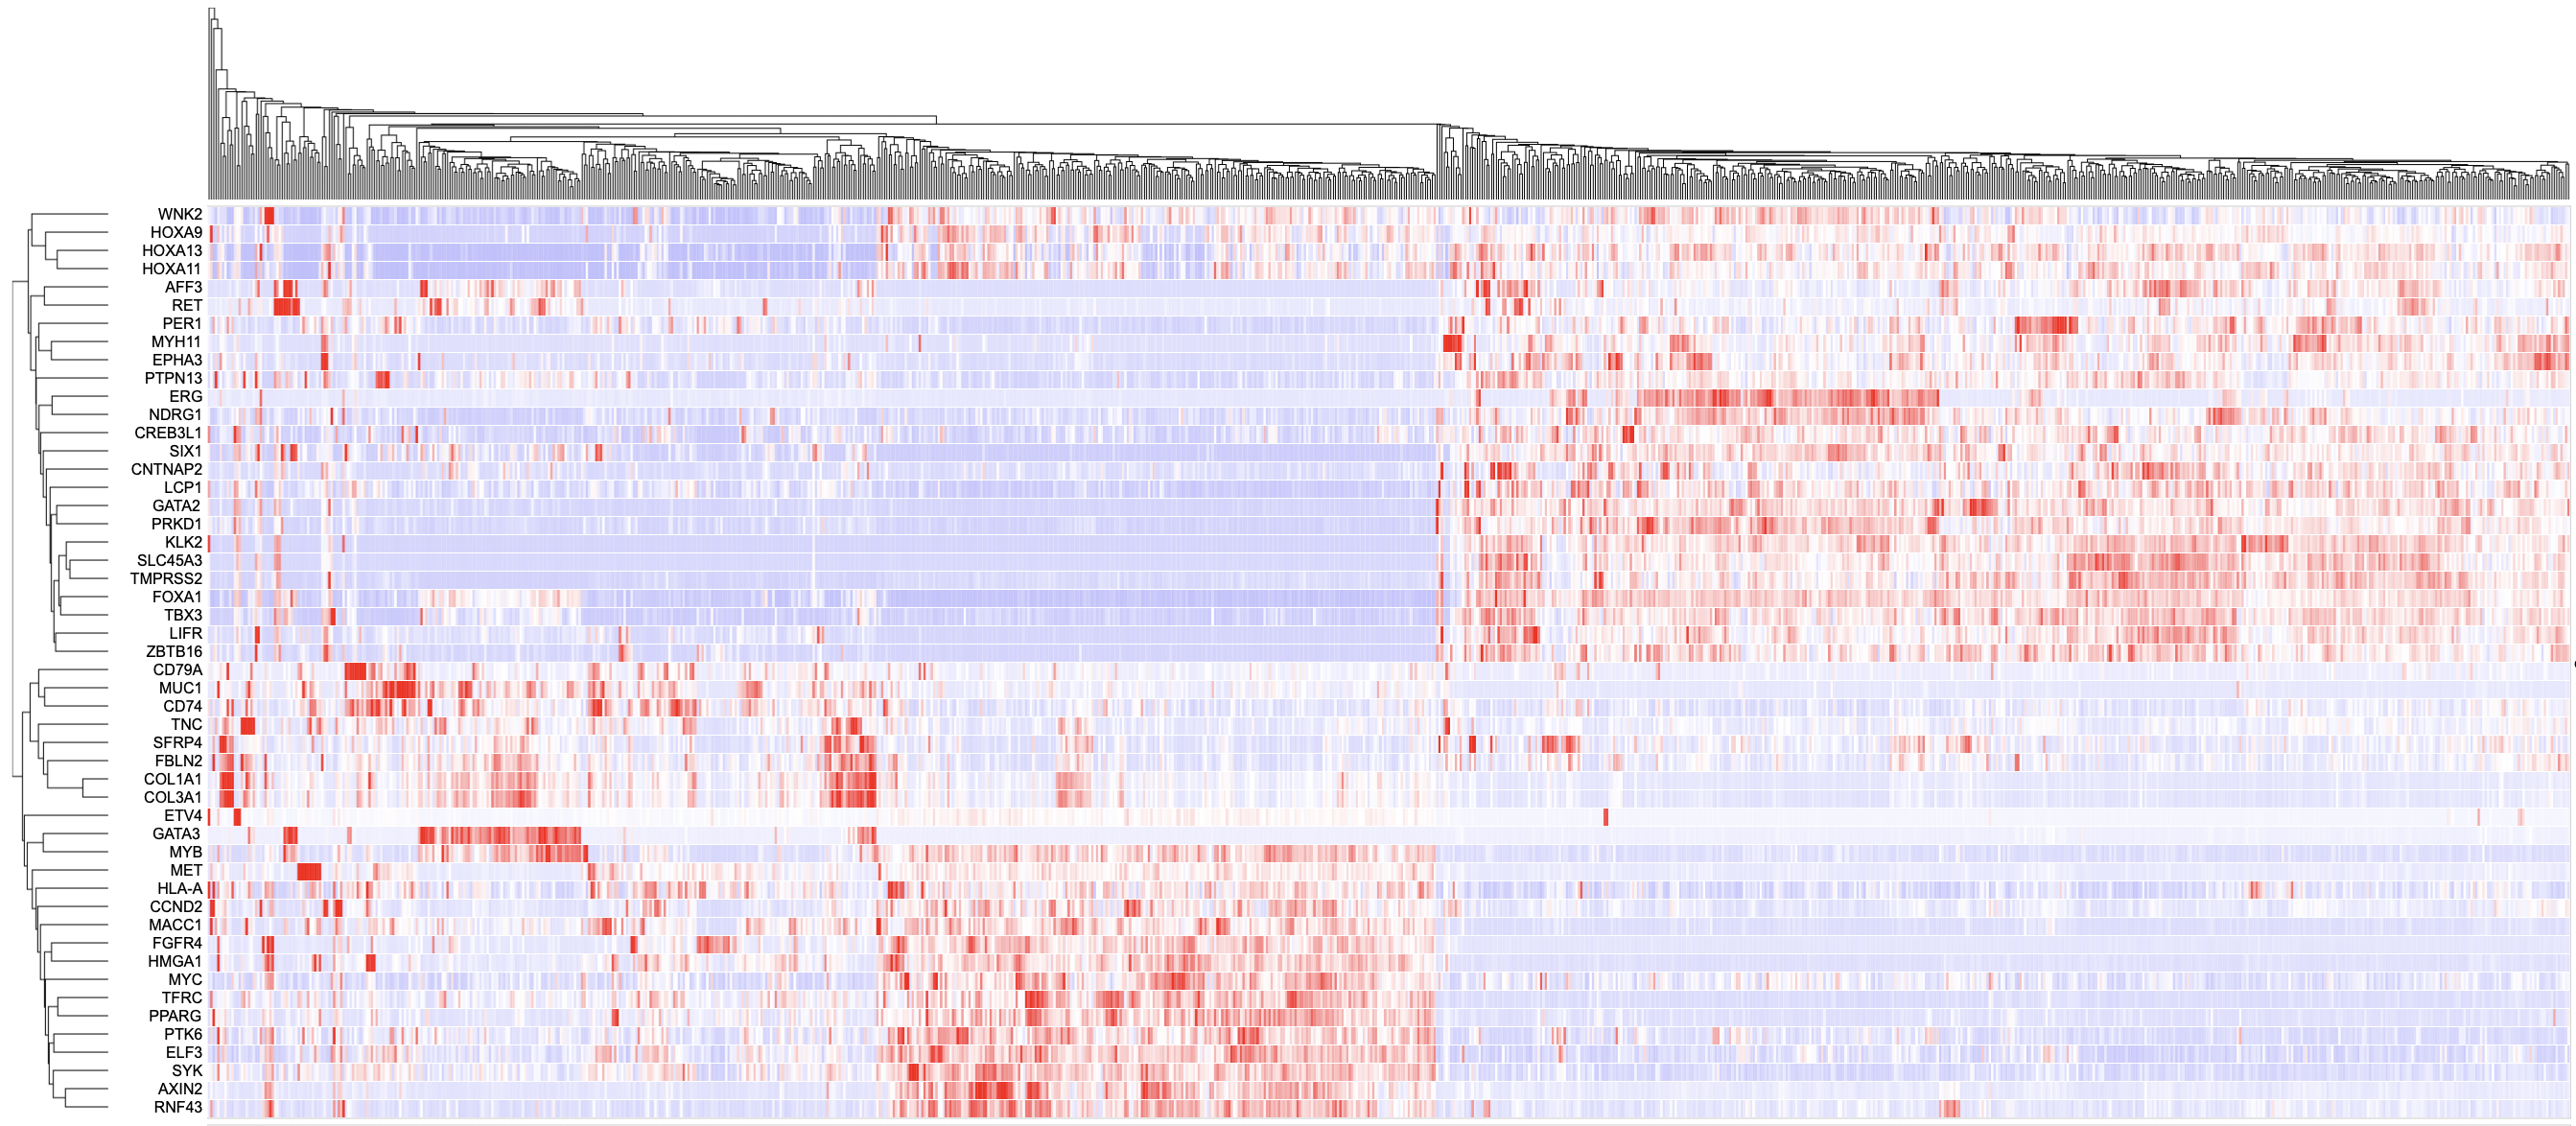 WNK2
HOXA9
HOXA13
HOXA11
AFF3
RET
PER1
MYH11
EPHA3
PTPN13
ERG
NDRG1
CREB3L1
SIX1
CNTNAP2
LCP1
GATA2
PRKD1
KLK2
SLC45A3
TMPRSS2
FOXA1
TBX3
LIFR
ZBTB16
CD79A
MUC1
CD74
TNC
SFRP4
FBLN2
COL1A1
COL3A1
ETV4
GATA3
MYB
MET
HLA-A
CCND2
MACC1
FGFR4
HMGA1
MYC
TFRC
PPARG
PTK6
ELF3
SYK
AXIN2
RNF43